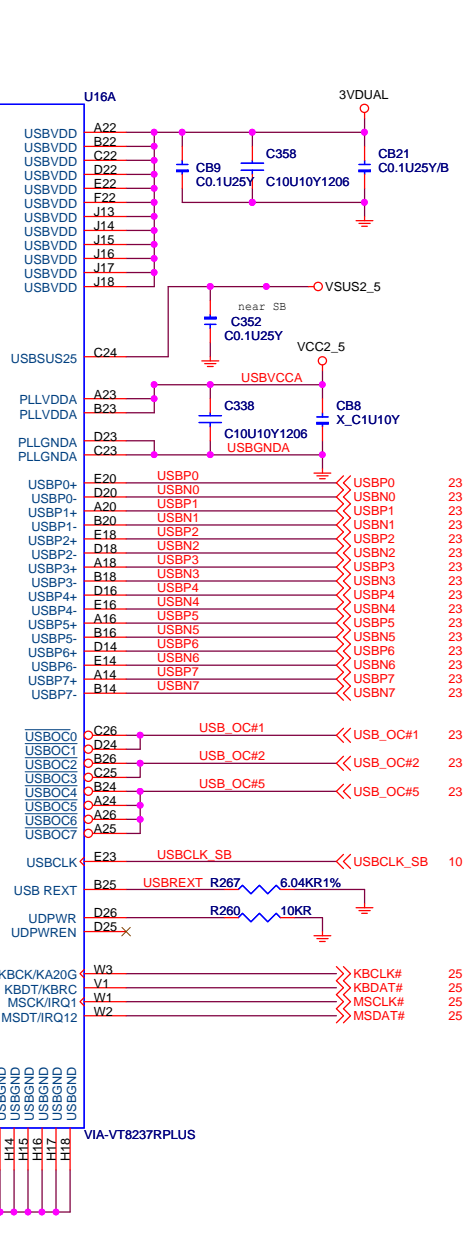 U16A
3VDUAL
USBVDD A22
USBVDD B22
USBVDD C22
USBVDD D22
USBVDD E22
USBVDD F22
USBVDD J13
USBVDD J14
USBVDD J15
USBVDD J16
USBVDD J17
USBVDD J18
CB9
C0.1U25Y
C358
C10U10Y1206
CB21
C0.1U25Y/B
VSUS2_5
near SB
C352
C0.1U25Y
USBSUS25 C24
VCC2_5
USBVCCA
PLLVDDA A23
PLLVDDA B23
C338
C10U10Y1206
CB8
X_C1U10Y
PLLGNDA D23
PLLGNDA C23
USBGNDA
USBP0+ E20 USBP0 USBP0 23
USBP0- D20 USBN0 USBN0 23
USBP1+ A20 USBP1 USBP1 23
USBP1- B20 USBN1 USBN1 23
USBP2+ E18 USBP2 USBP2 23
USBP2- D18 USBN2 USBN2 23
USBP3+ A18 USBP3 USBP3 23
USBP3- B18 USBN3 USBN3 23
USBP4+ D16 USBP4 USBP4 23
USBP4- E16 USBN4 USBN4 23
USBP5+ A16 USBP5 USBP5 23
USBP5- B16 USBN5 USBN5 23
USBP6+ D14 USBP6 USBP6 23
USBP6- E14 USBN6 USBN6 23
USBP7+ A14 USBP7 USBP7 23
USBP7- B14 USBN7 USBN7 23
USBOC0 C26 USB_OC#1 USB_OC#1 23
USBOC1 D24
USBOC2 B26 USB_OC#2 USB_OC#2 23
USBOC3 C25
USBOC4 B24 USB_OC#5 USB_OC#5 23
USBOC5 A24
USBOC6 A26
USBOC7 A25
USBCLK E23 USBCLK_SB USBCLK_SB 10
USB REXT B25 USBREXT R267 6.04KR1%
UDPWR D26 R260 10KR
UDPWREN D25
KBCK/KA20G W3 KBCLK# 25
KBDT/KBRC V1 KBDAT# 25
MSCK/IRQ1 W1 MSCLK# 25
MSDT/IRQ12 W2 MSDAT# 25
USBGND
USBGND
USBGND
USBGND
USBGND
USBGND
VIA-VT8237RPLUS
H14
H15
H16
H17
H18